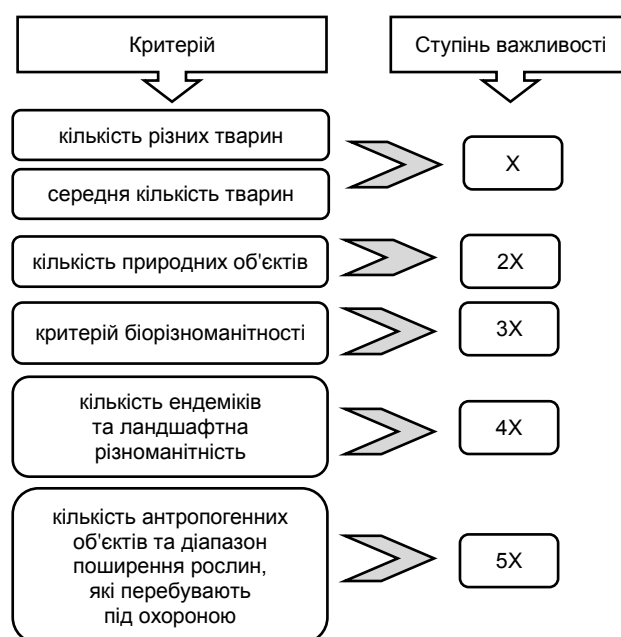 Критерій
Ступінь важливості
кількість різних тварин
середня кількість тварин
X
кількість природних об'єктів
2X
критерій біорізноманітності
3X
кількість ендеміків
та ландшафтна
різноманітність
4X
кількість антропогенних
об'єктів та діапазон
поширення рослин,
які перебувають
під охороною
5X